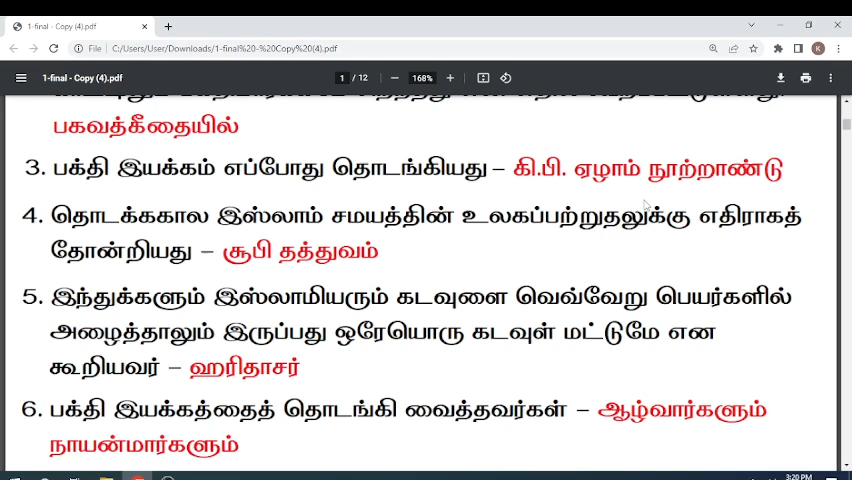 1-final - Copy (4).pdf
File C:/Users/User/Downloads/1-final%20-%20Copy%20(4).pdf
K
1-final - Copy (4).pdf 1 / 12 168%
பகவத்கீதையில்
3. பக்தி இயக்கம் எப்போது தொடங்கியது – கி.பி. ஏழாம் நூற்றாண்டு
4. தொடக்ககால இஸ்லாம் சமயத்தின் உலகப்பற்றுதலுக்கு எதிராகத்
தோன்றியது – சூபி தத்துவம்
5. இந்துக்களும் இஸ்லாமியரும் கடவுளை வெவ்வேறு பெயர்களில்
அழைத்தாலும் இருப்பது ஒரேயொரு கடவுள் மட்டுமே என
கூறியவர் – ஹரிதாசர்
6. பக்தி இயக்கத்தைத் தொடங்கி வைத்தவர்கள் – ஆழ்வார்களும்
நாயன்மார்களும்
3:20 PM